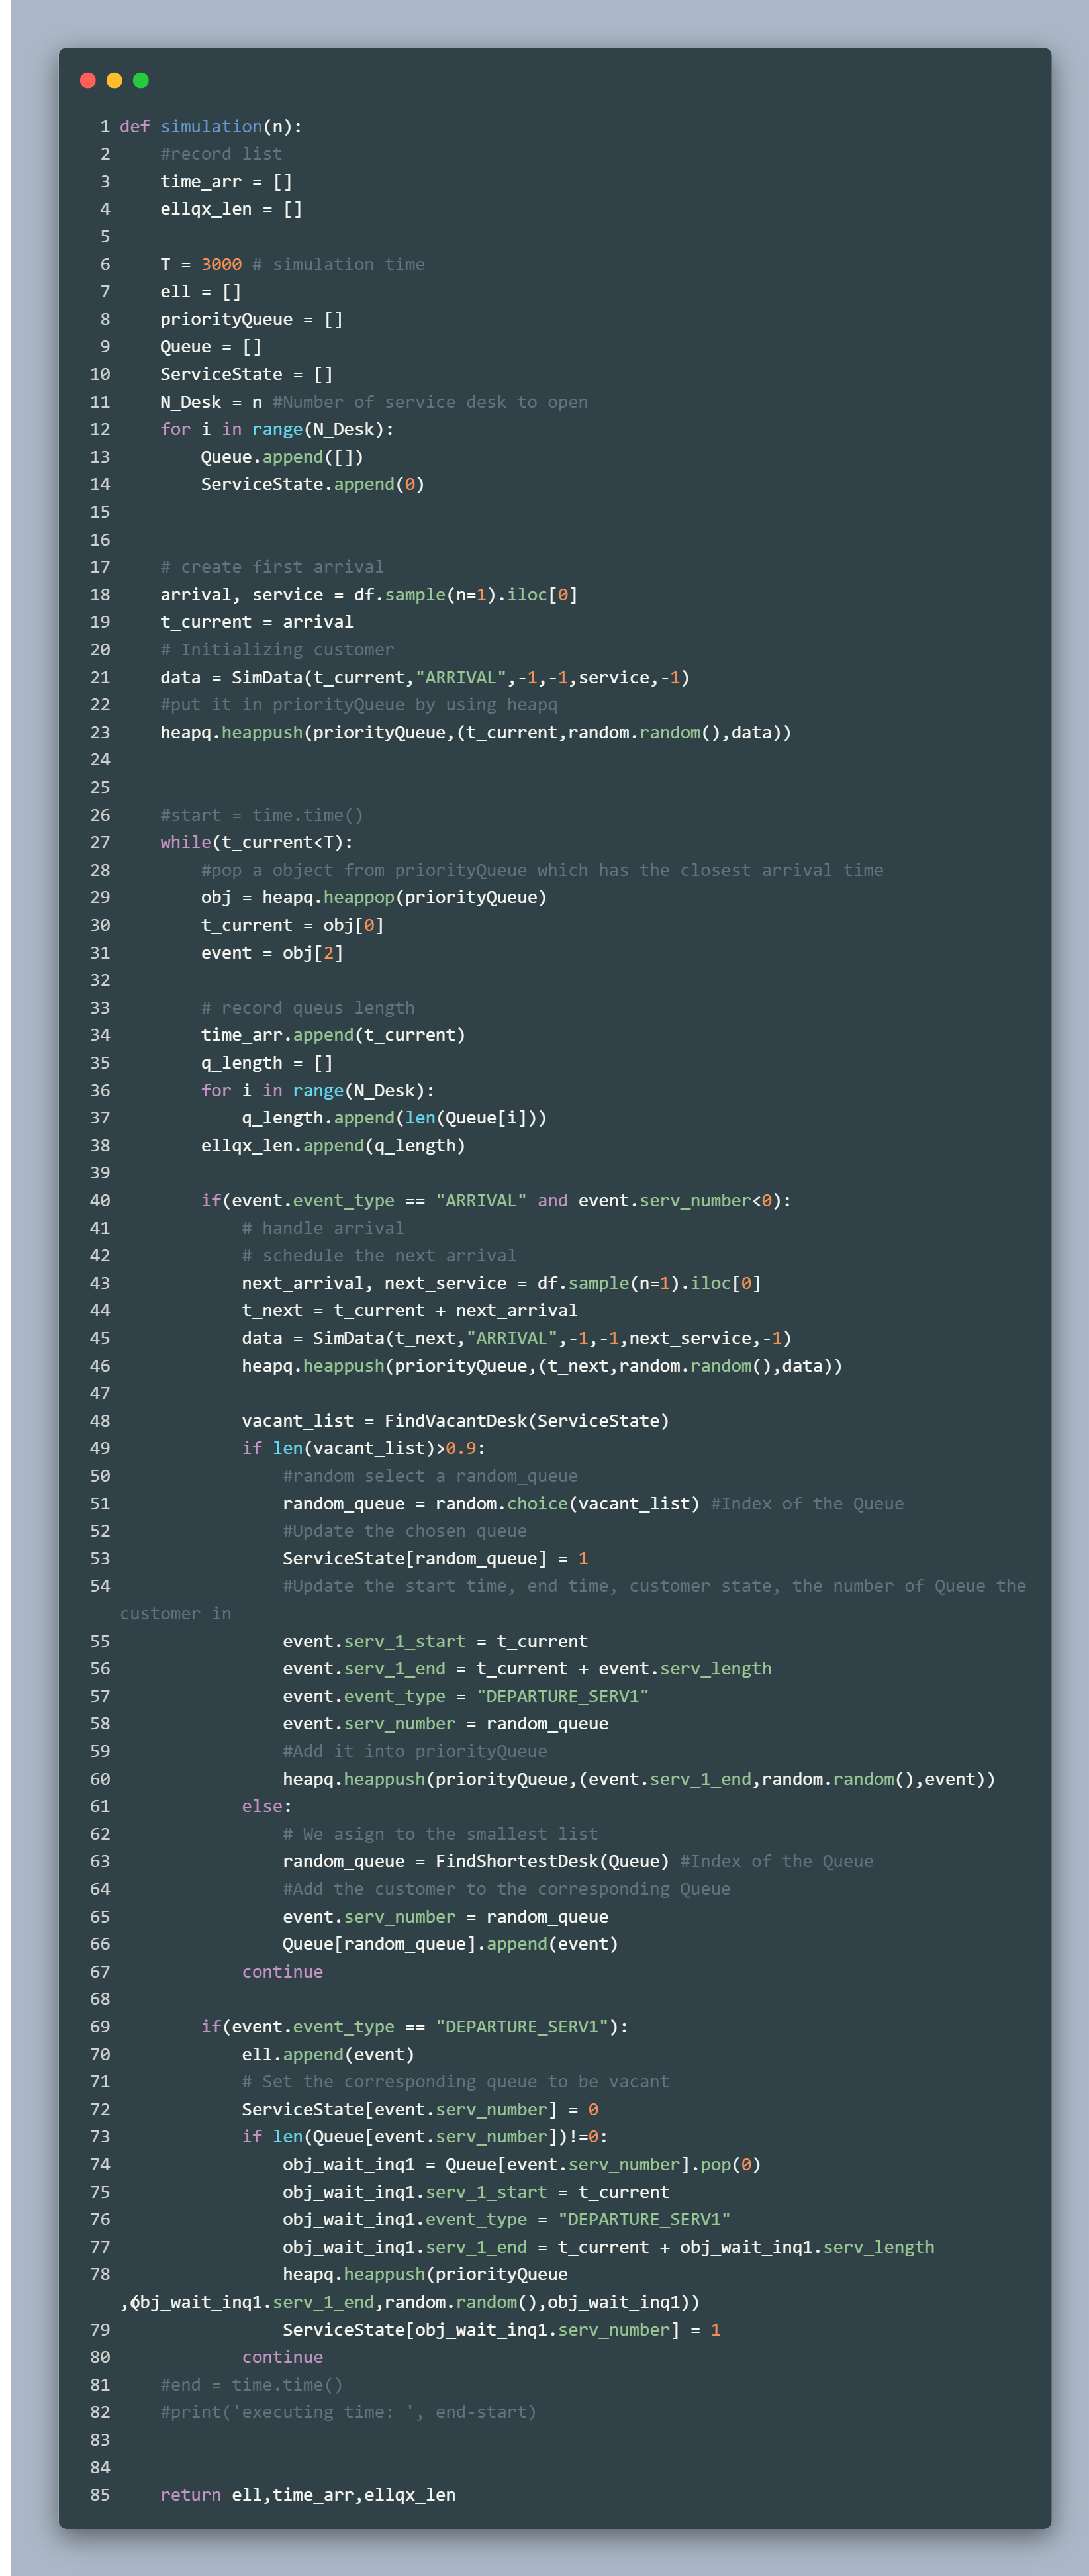 1 def simulation(n):
2     #record list
3     time_arr = []
4     ellqx_len = []
5
6     T = 3000 # simulation time
7     ell = []
8     priorityQueue = []
9     Queue = []
10     ServiceState = []
11     N_Desk = n #Number of service desk to open
12     for i in range(N_Desk):
13         Queue.append([])
14         ServiceState.append(0)
15
16
17     # create first arrival
18     arrival, service = df.sample(n=1).iloc[0]
19     t_current = arrival
20     # Initializing customer
21     data = SimData(t_current,"ARRIVAL",-1,-1,service,-1)
22     #put it in priorityQueue by using heapq
23     heapq.heappush(priorityQueue,(t_current,random.random(),data))
24
25
26     #start = time.time()
27     while(t_current<T):
28         #pop a object from priorityQueue which has the closest arrival time
29         obj = heapq.heappop(priorityQueue)
30         t_current = obj[0]
31         event = obj[2]
32
33         # record queus length
34         time_arr.append(t_current)
35         q_length = []
36         for i in range(N_Desk):
37             q_length.append(len(Queue[i]))
38         ellqx_len.append(q_length)
39
40         if(event.event_type == "ARRIVAL" and event.serv_number<0):
41             # handle arrival
42             # schedule the next arrival
43             next_arrival, next_service = df.sample(n=1).iloc[0]
44             t_next = t_current + next_arrival
45             data = SimData(t_next,"ARRIVAL",-1,-1,next_service,-1)
46             heapq.heappush(priorityQueue,(t_next,random.random(),data))
47
48             vacant_list = FindVacantDesk(ServiceState)
49             if len(vacant_list)>0.9:
50                 #random select a random_queue
51                 random_queue = random.choice(vacant_list) #Index of the Queue
52                 #Update the chosen queue
53                 ServiceState[random_queue] = 1
54                 #Update the start time, end time, customer state, the number of Queue the
customer in
55                 event.serv_1_start = t_current
56                 event.serv_1_end = t_current + event.serv_length
57                 event.event_type = "DEPARTURE_SERV1"
58                 event.serv_number = random_queue
59                 #Add it into priorityQueue
60                 heapq.heappush(priorityQueue,(event.serv_1_end,random.random(),event))
61             else:
62                 # We asign to the smallest list
63                 random_queue = FindShortestDesk(Queue) #Index of the Queue
64                 #Add the customer to the corresponding Queue
65                 event.serv_number = random_queue
66                 Queue[random_queue].append(event)
67             continue
68
69         if(event.event_type == "DEPARTURE_SERV1"):
70             ell.append(event)
71             # Set the corresponding queue to be vacant
72             ServiceState[event.serv_number] = 0
73             if len(Queue[event.serv_number])!=0:
74                 obj_wait_inq1 = Queue[event.serv_number].pop(0)
75                 obj_wait_inq1.serv_1_start = t_current
76                 obj_wait_inq1.event_type = "DEPARTURE_SERV1"
77                 obj_wait_inq1.serv_1_end = t_current + obj_wait_inq1.serv_length
78                 heapq.heappush(priorityQueue
,(obj_wait_inq1.serv_1_end,random.random(),obj_wait_inq1))
79                 ServiceState[obj_wait_inq1.serv_number] = 1
80             continue
81     #end = time.time()
82     #print('executing time: ', end-start)
83
84
85     return ell,time_arr,ellqx_len